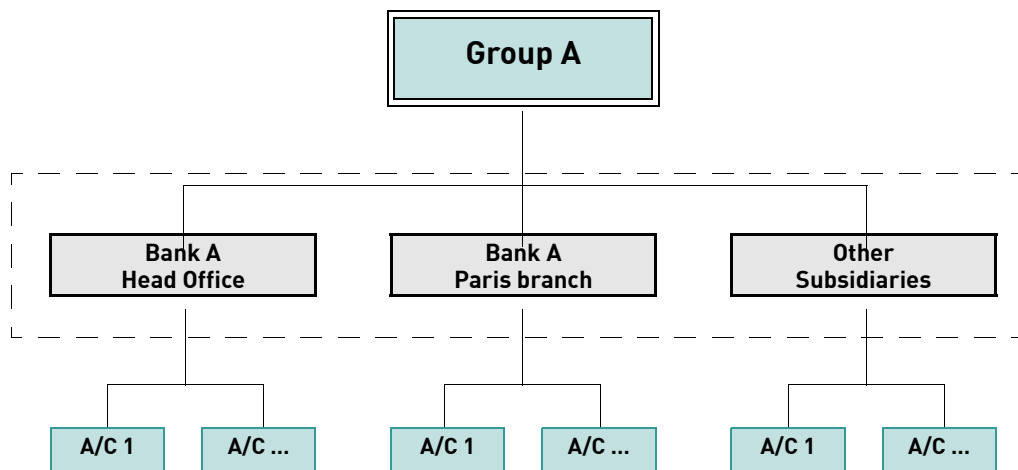 Group A
Bank A
Head Office
Bank A
Paris branch
Other
Subsidiaries
A/C 1
A/C ...
A/C 1
A/C ...
A/C 1
A/C ...